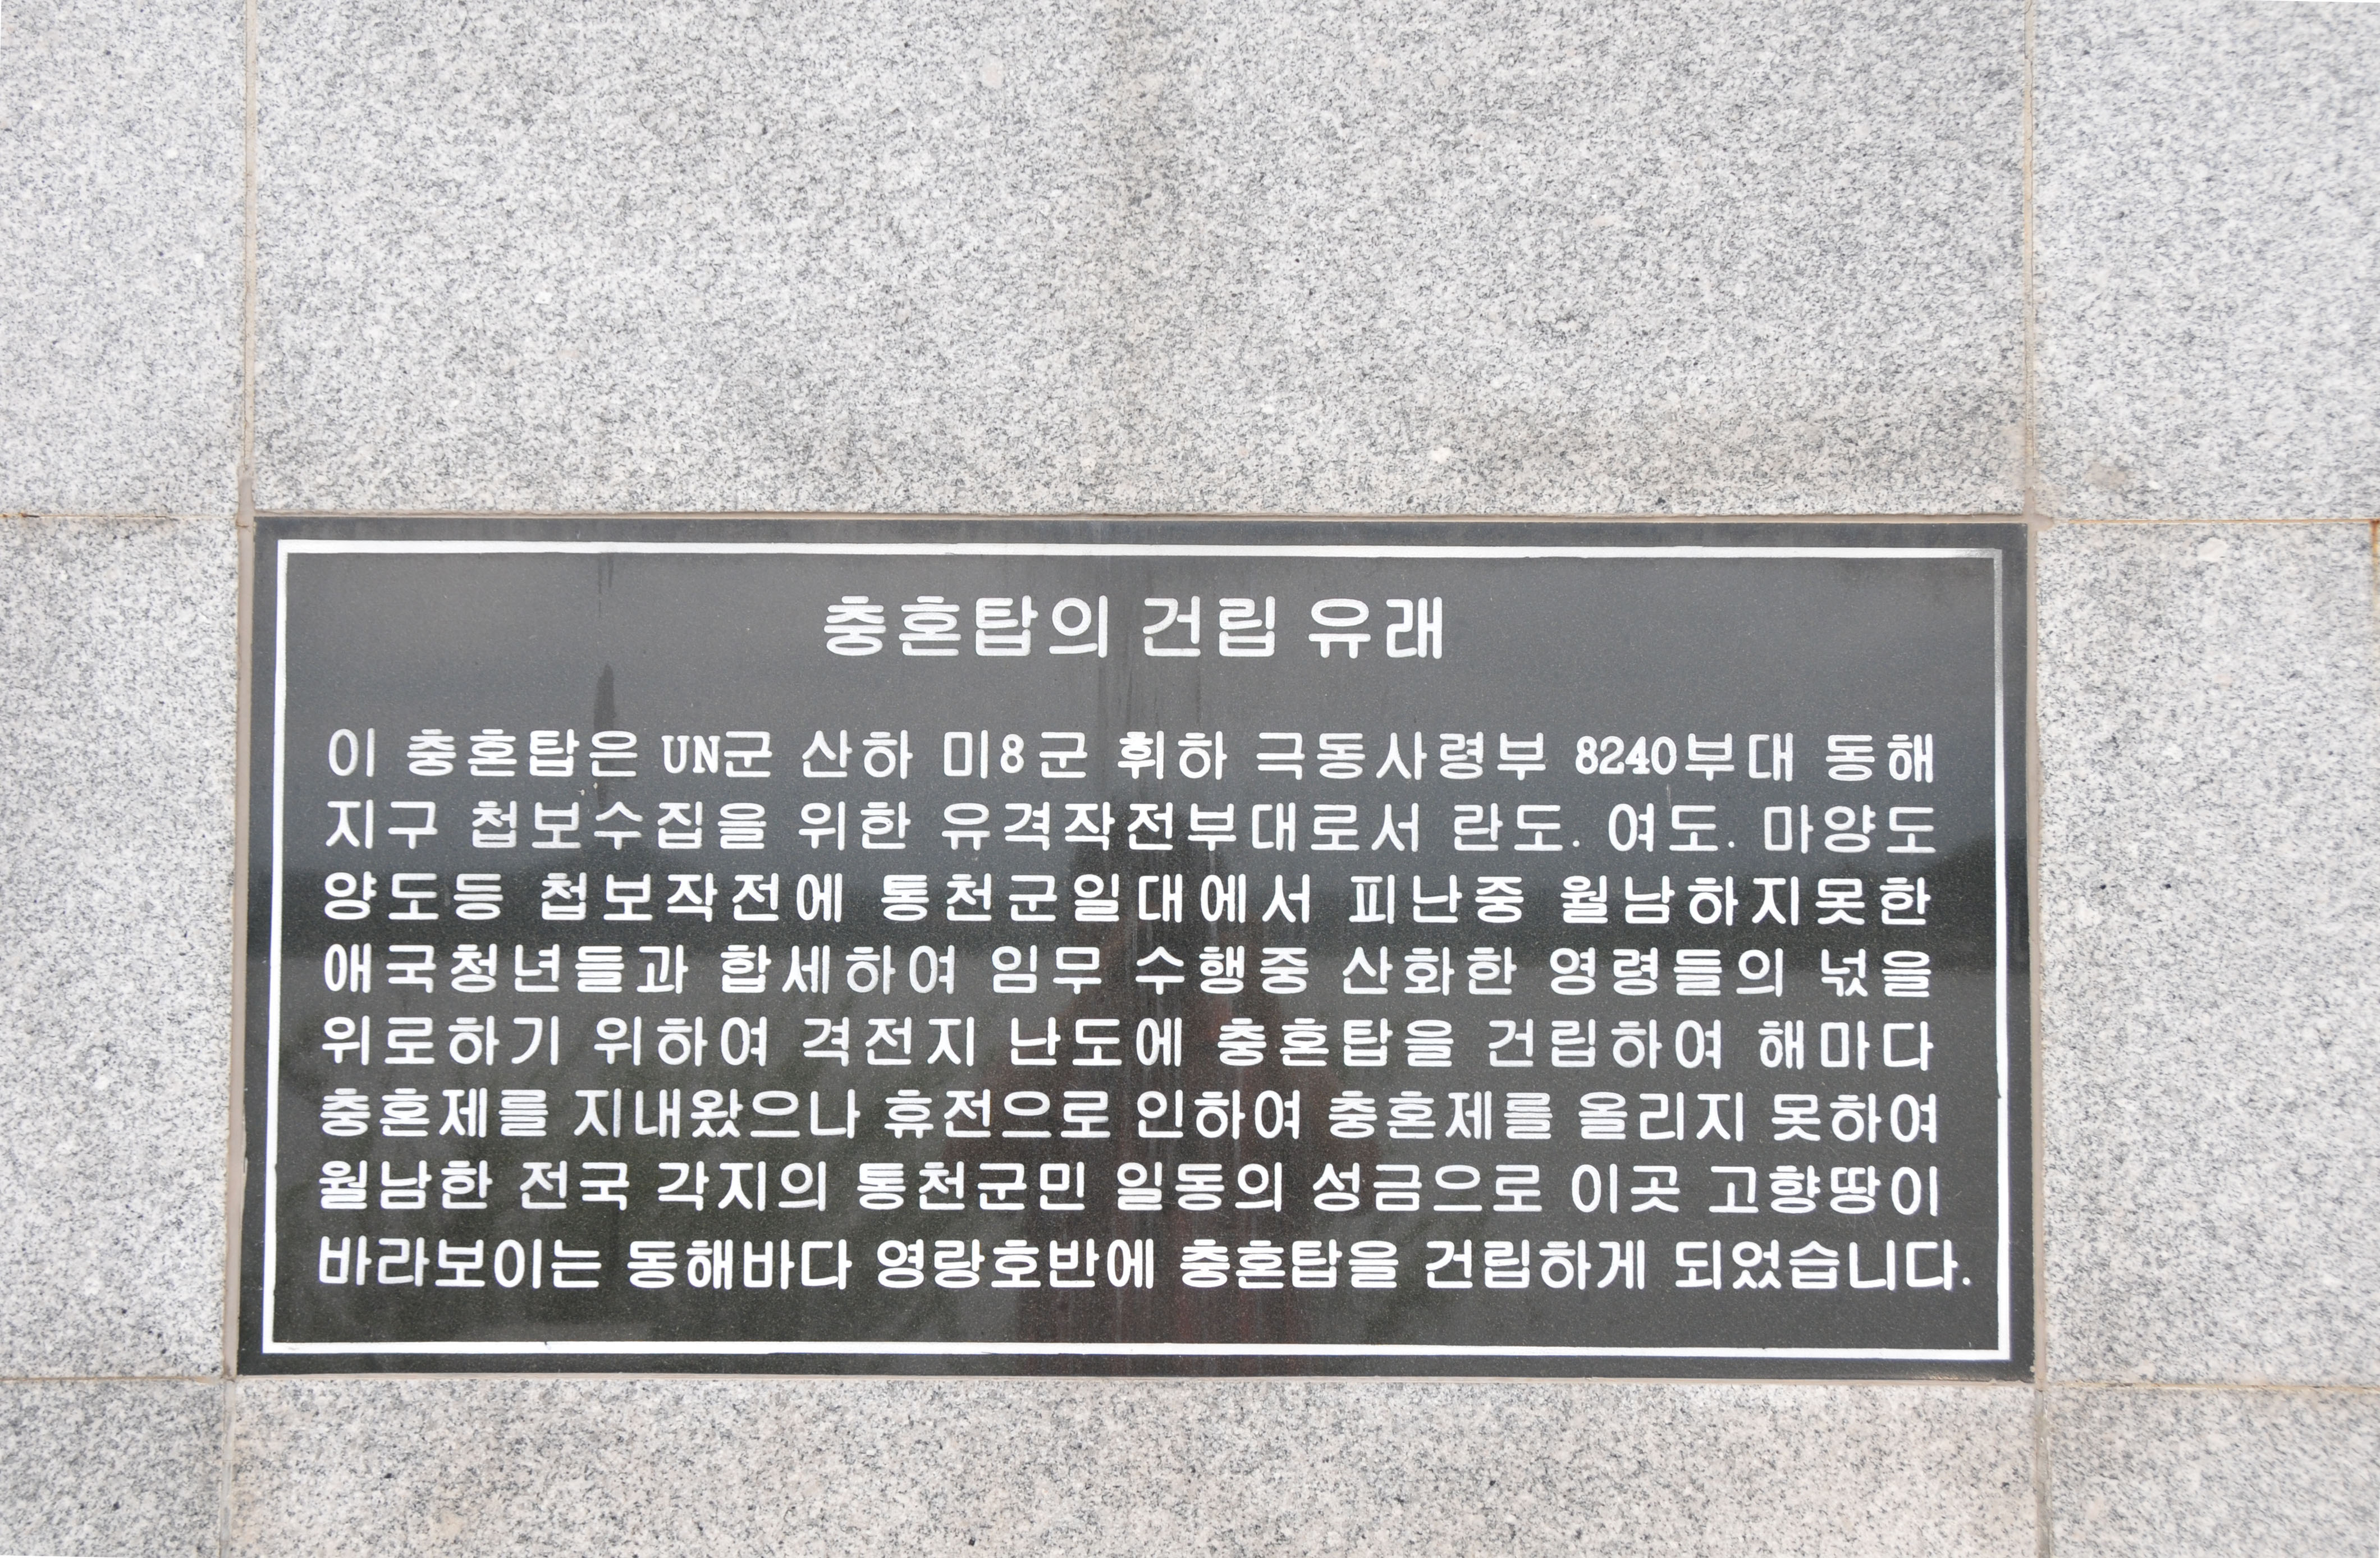 충혼탑의 건립 유래
이 충혼탑은 UN군 산하 미8군 휘하 극동사령부 8240부대 동해
지구 첩보수집을 위한 유격작전부대로서 란도. 여도. 마양도
양도등 첩보작전에 통천군일대에서 피난중 월남하지못한
애국청년들과 합세하여 임무 수행중 산화한 영령들의 넋을
위로하기 위하여 격전지 난도에 충혼탑을 건립하여 해마다
충혼제를 지내왔으나 휴전으로 인하여 충혼제를 올리지 못하여
월남한 전국 각지의 통천군민 일동의 성금으로 이곳 고향땅이
바라보이는 동해바다 영랑호반에 충혼탑을 건립하게 되었습니다.